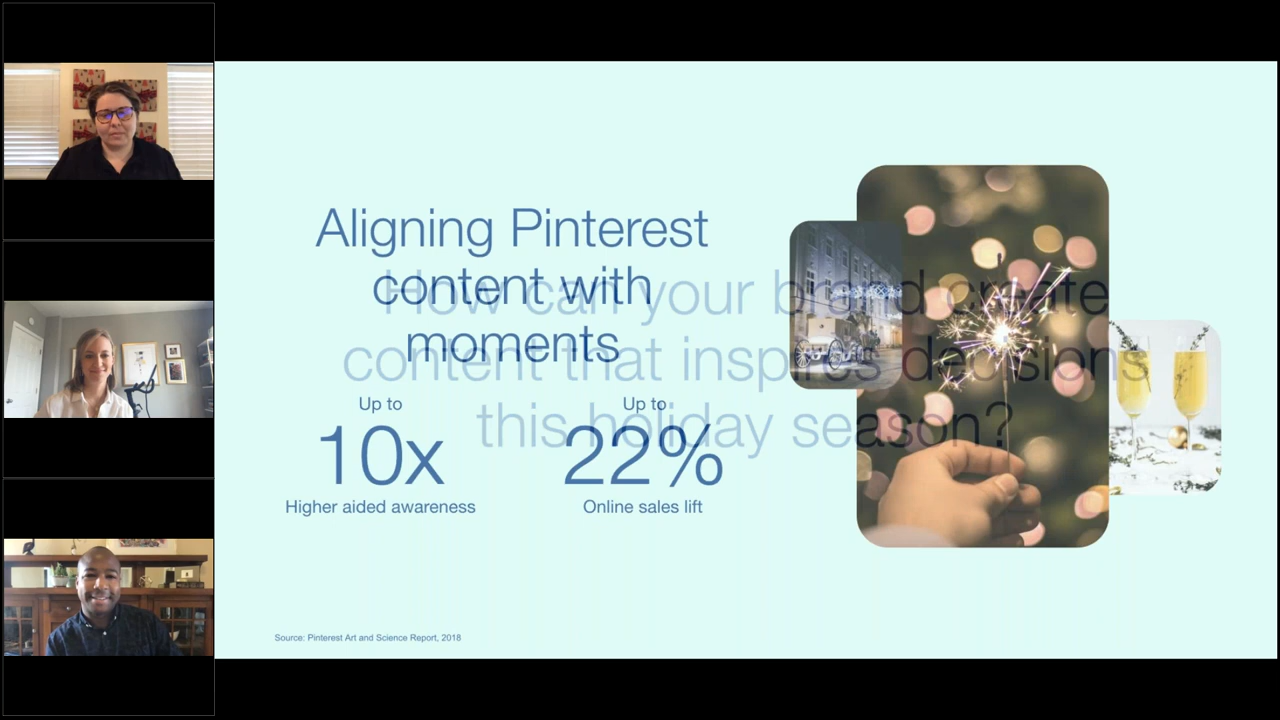 Aligning Pinterest
content with
moments
How can your brand create
content that inspires decisions
this holiday season?
Up to
10x
Higher aided awareness
Up to
22%
Online sales lift
Source: Pinterest Art and Science Report, 2018